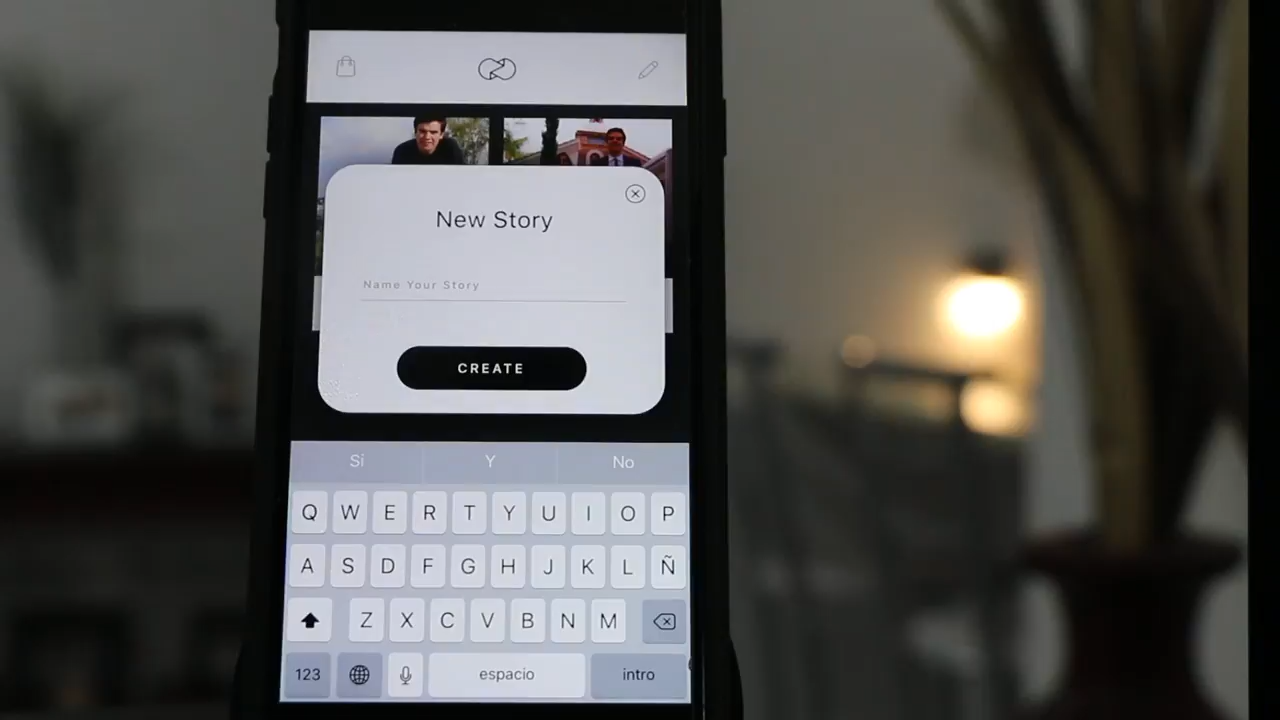 New Story
Name Your Story
CREATE
Si Y No
Q W E R T Y U I O P
A S D F G H J K L Ñ
Z X C V B N M
123 espacio intro